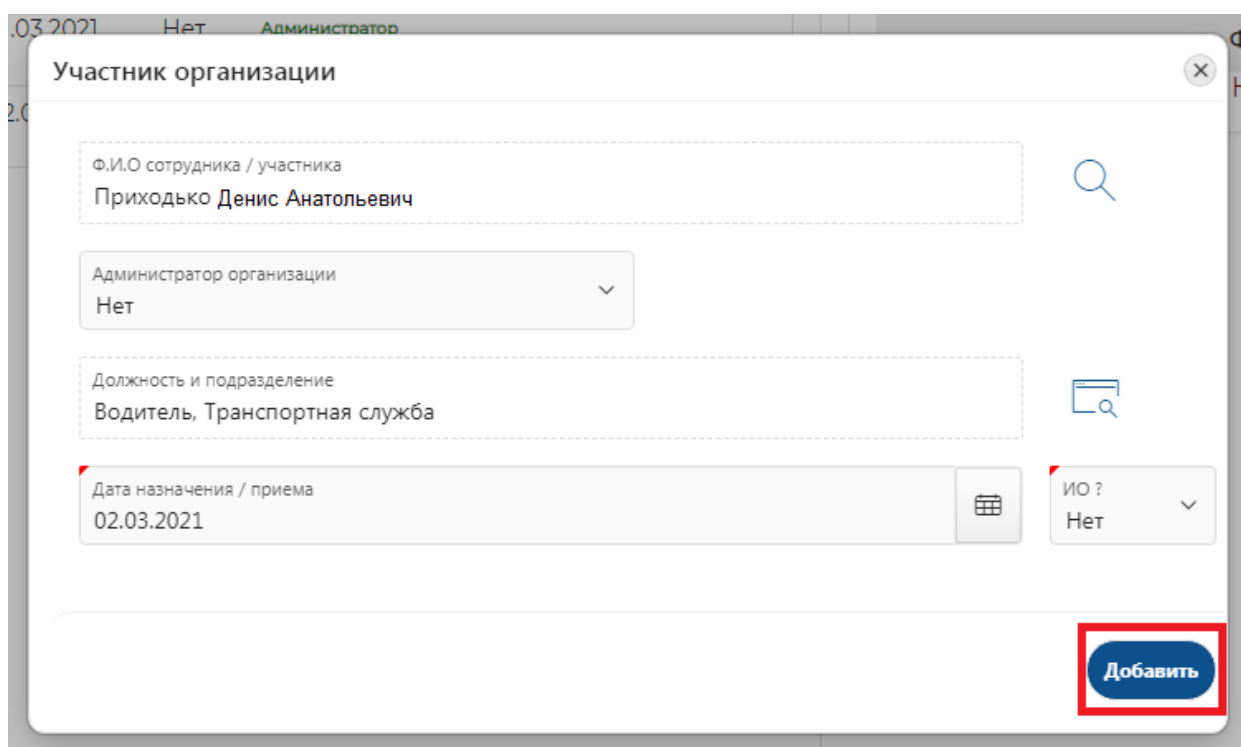 .03.2021 Нет Администратор
Участник организации
Ф.И.О сотрудника / участника
Приходько Денис Анатольевич
Администратор организации
Нет
Должность и подразделение
Водитель, Транспортная служба
Дата назначения / приема
02.03.2021
ИО ?
Нет
Добавить